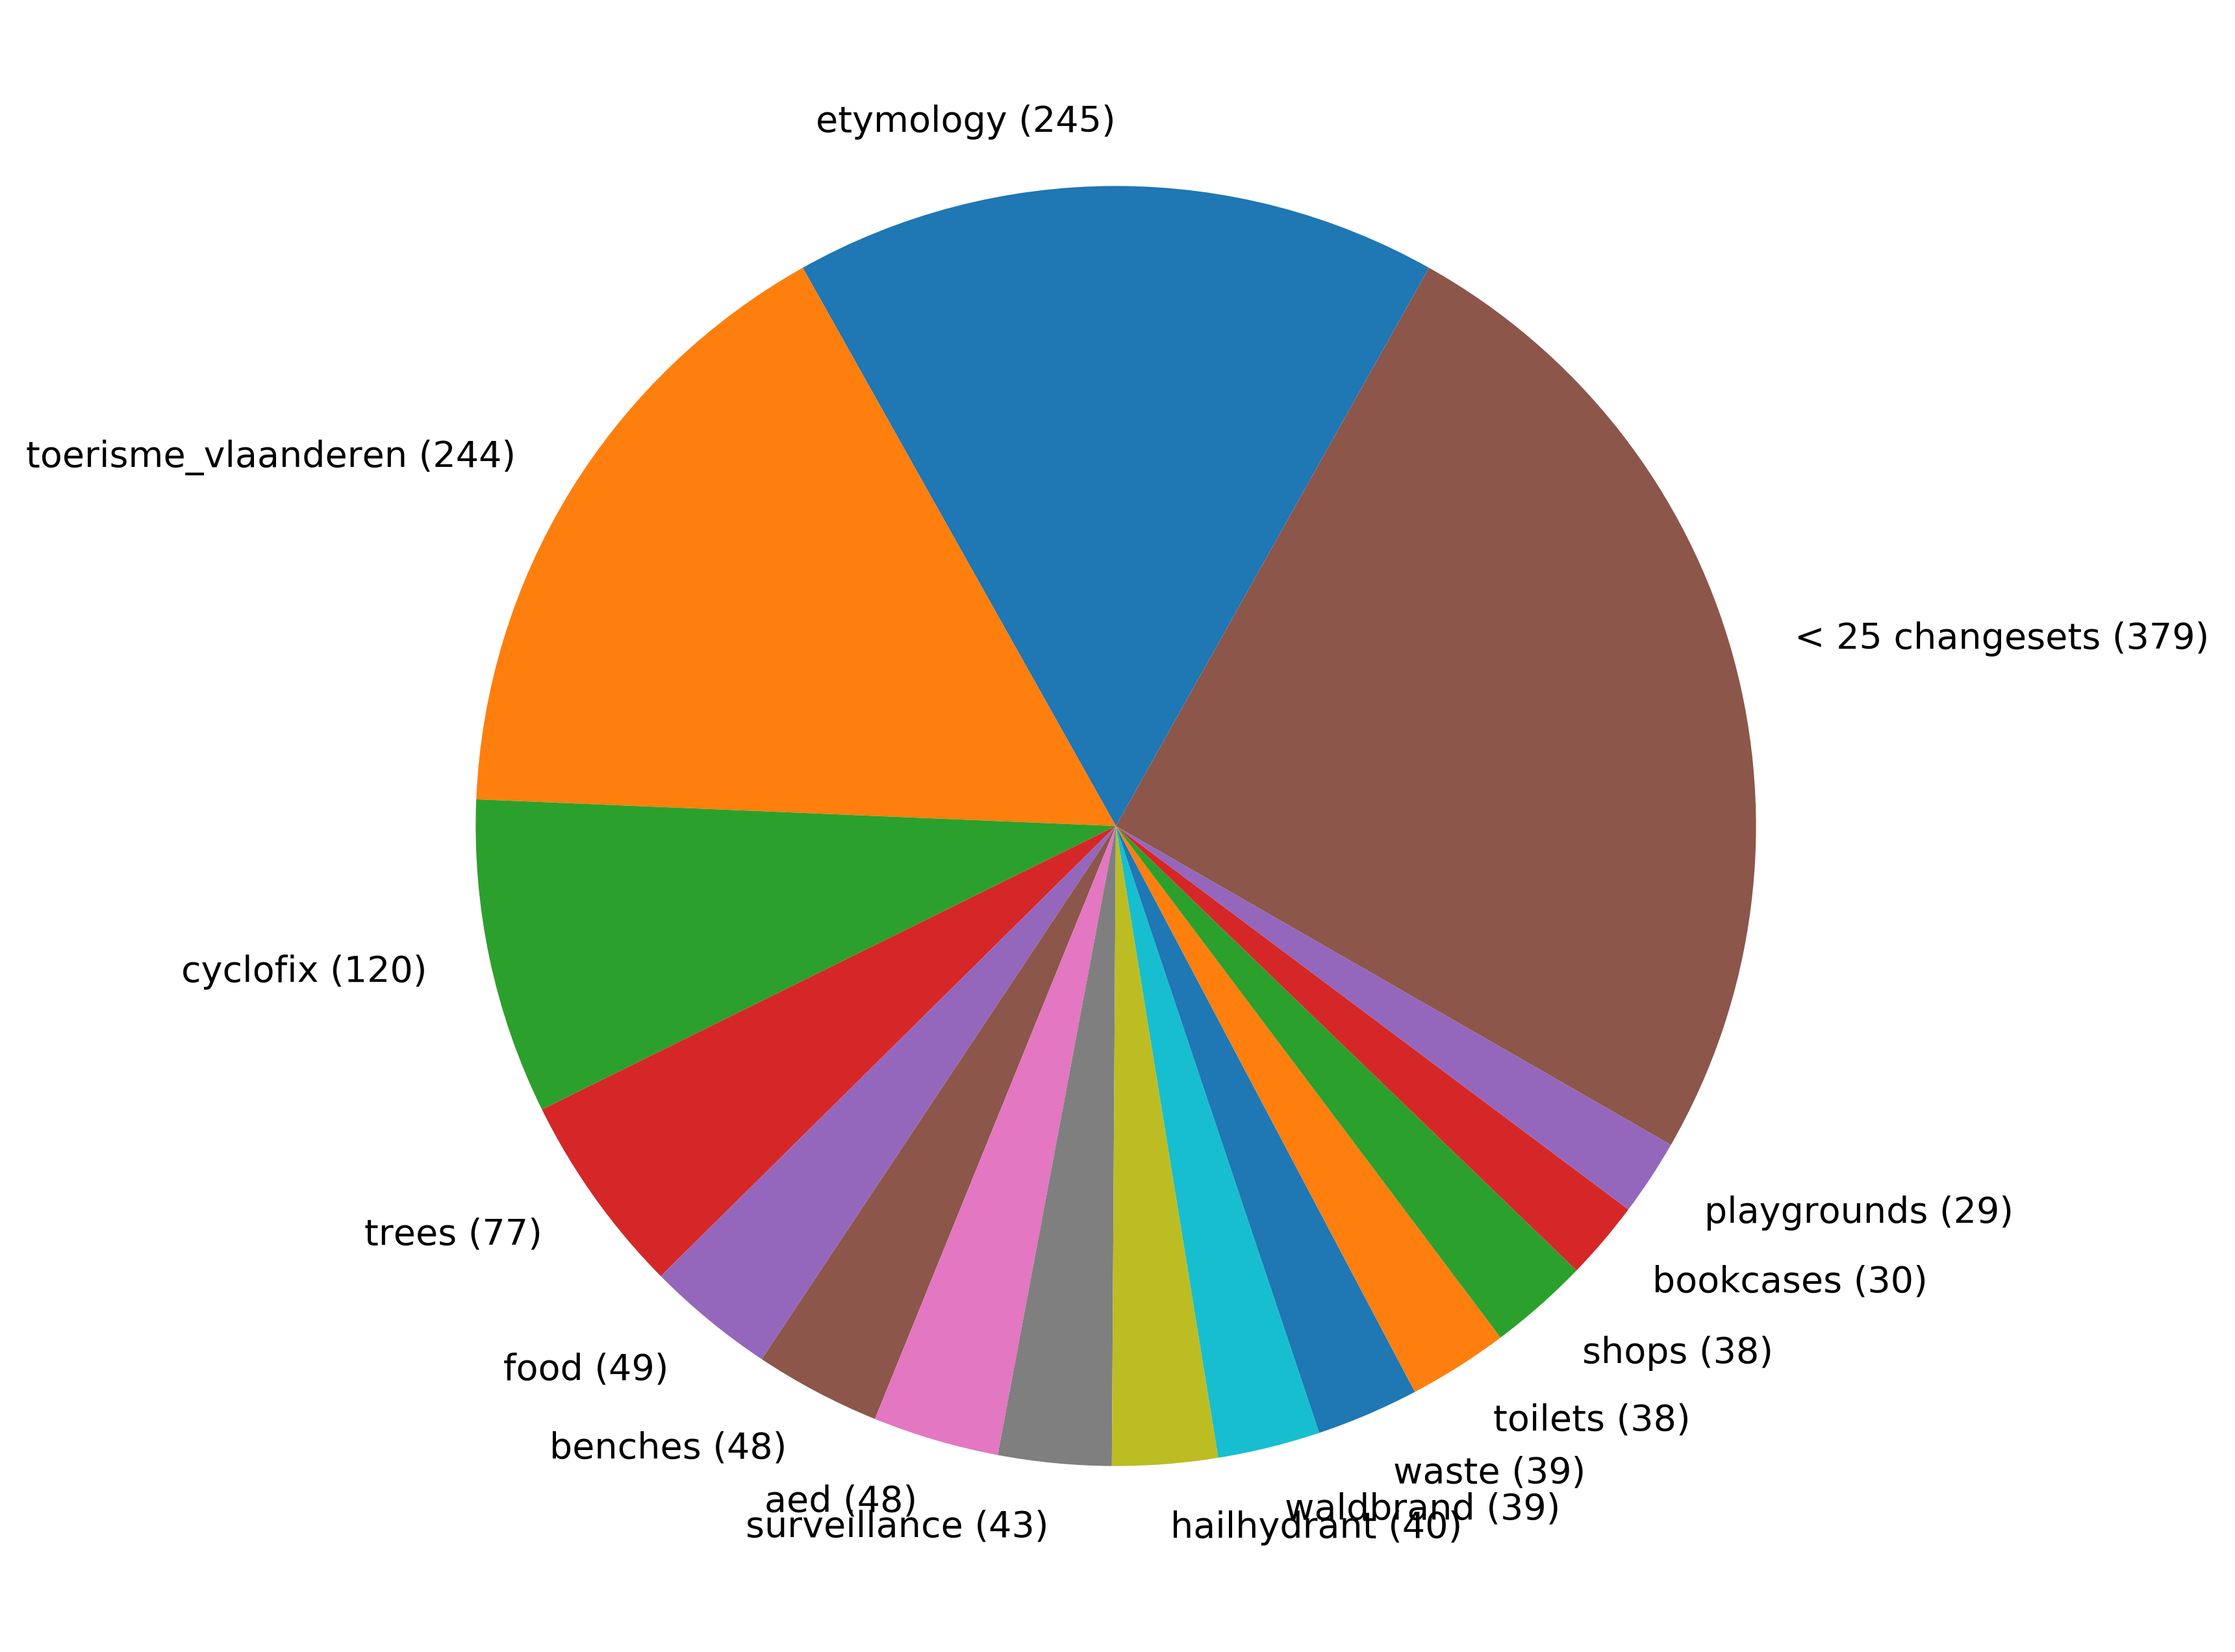 etymology (245)
toerisme_vlaanderen (244)
< 25 changesets (379)
cyclofix (120)
trees (77)
playgrounds (29)
bookcases (30)
shops (38)
food (49)
toilets (38)
benches (48)
waste (39)
aed (48)
waldbrand (39)
surveillance (43)
hailhydrant (40)